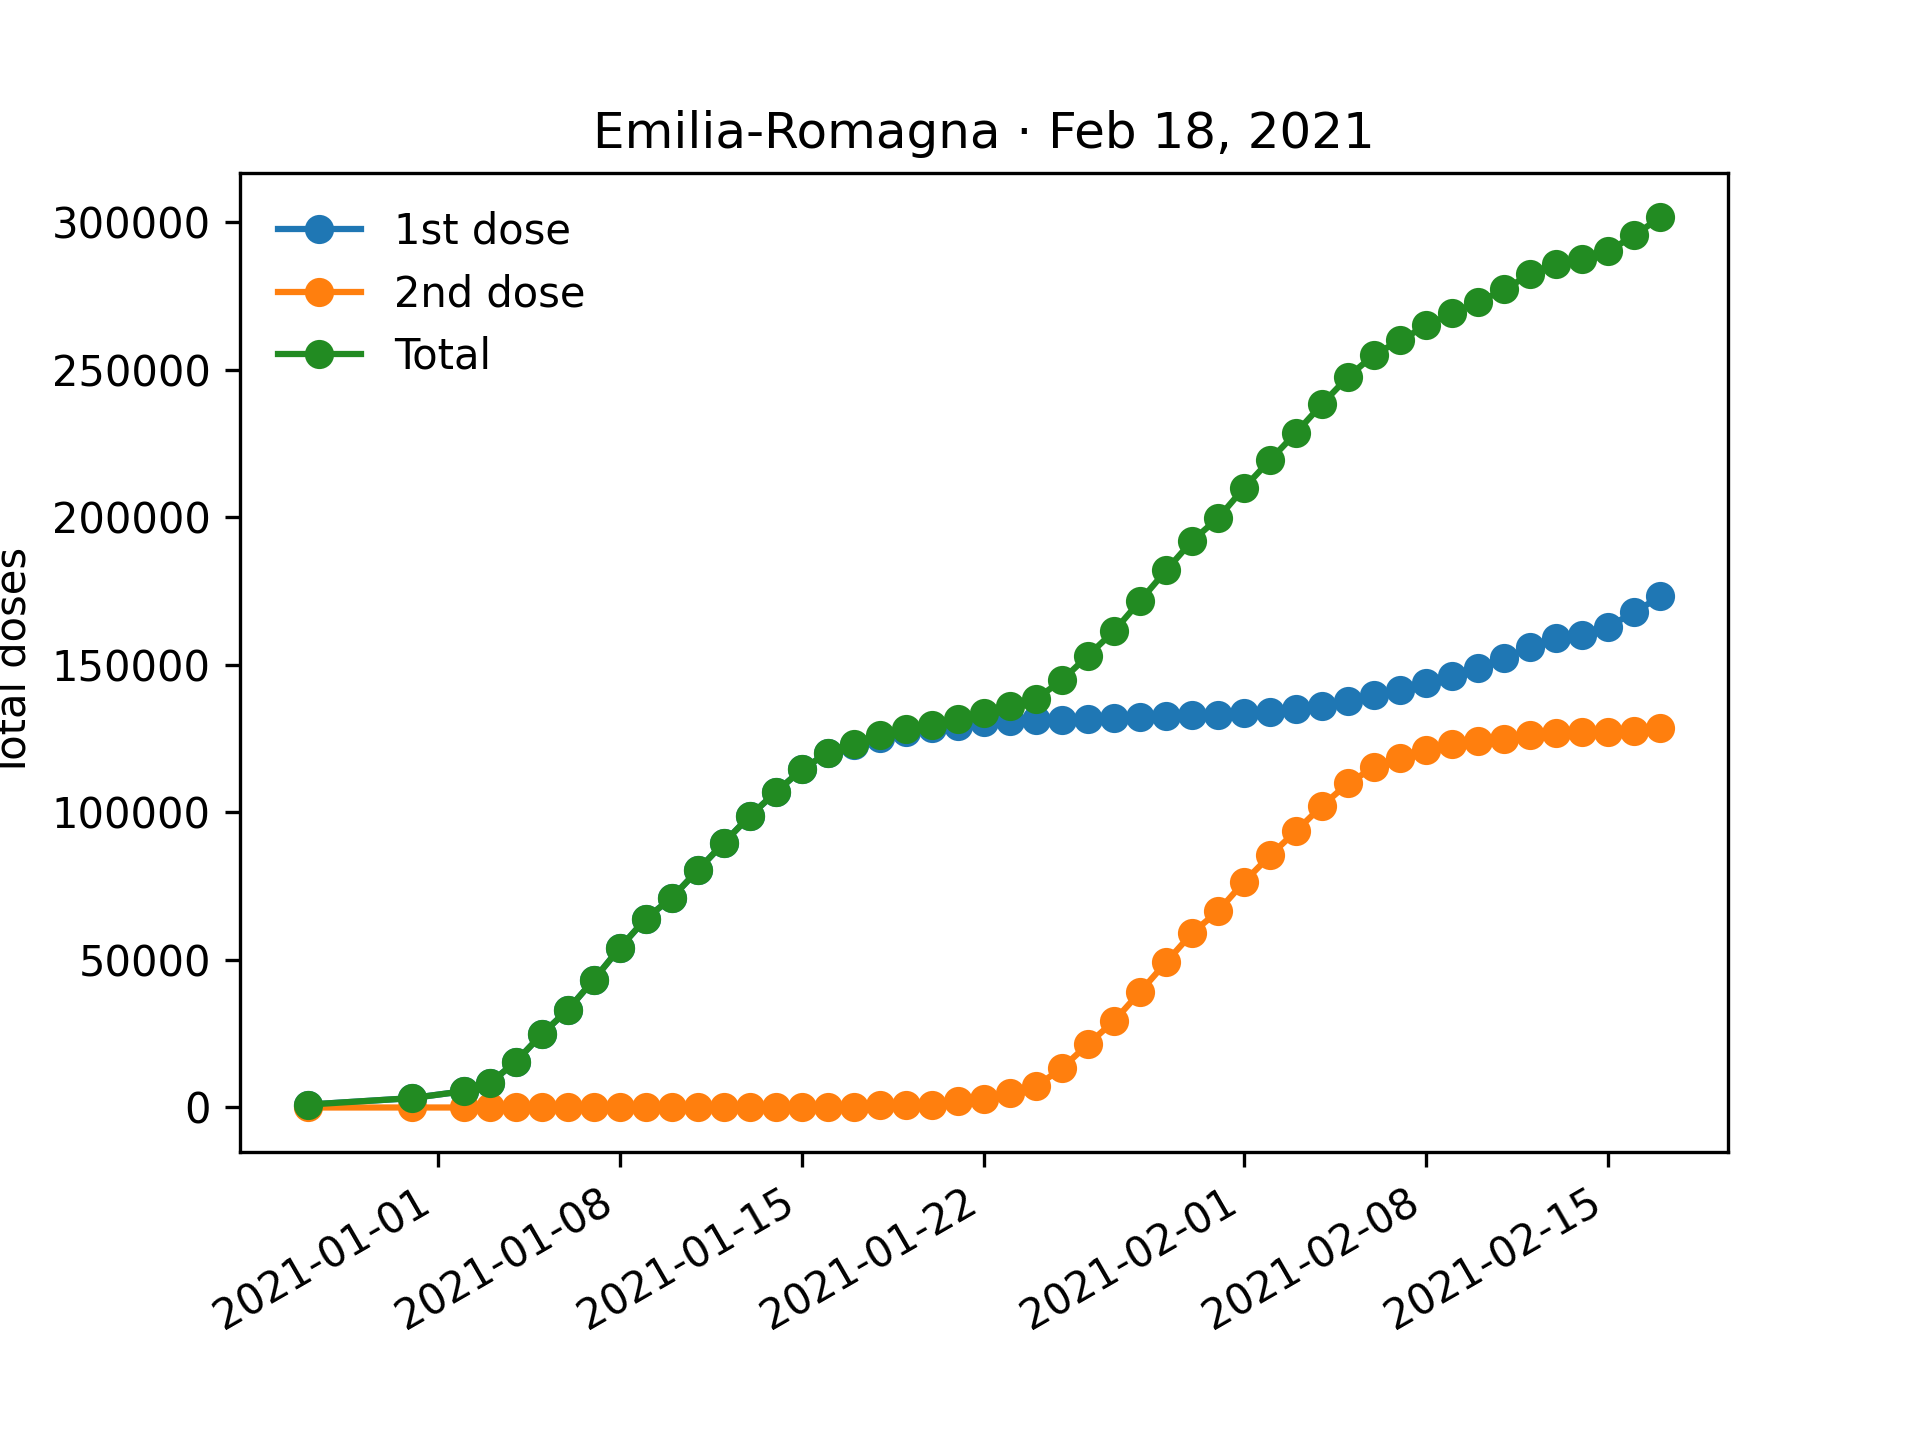 Emilia-Romagna · Feb 18, 2021
1st dose
2nd dose
Total
300000
250000
200000
150000
100000
50000
0
Total doses
2021-01-01
2021-01-08
2021-01-15
2021-01-22
2021-02-01
2021-02-08
2021-02-15